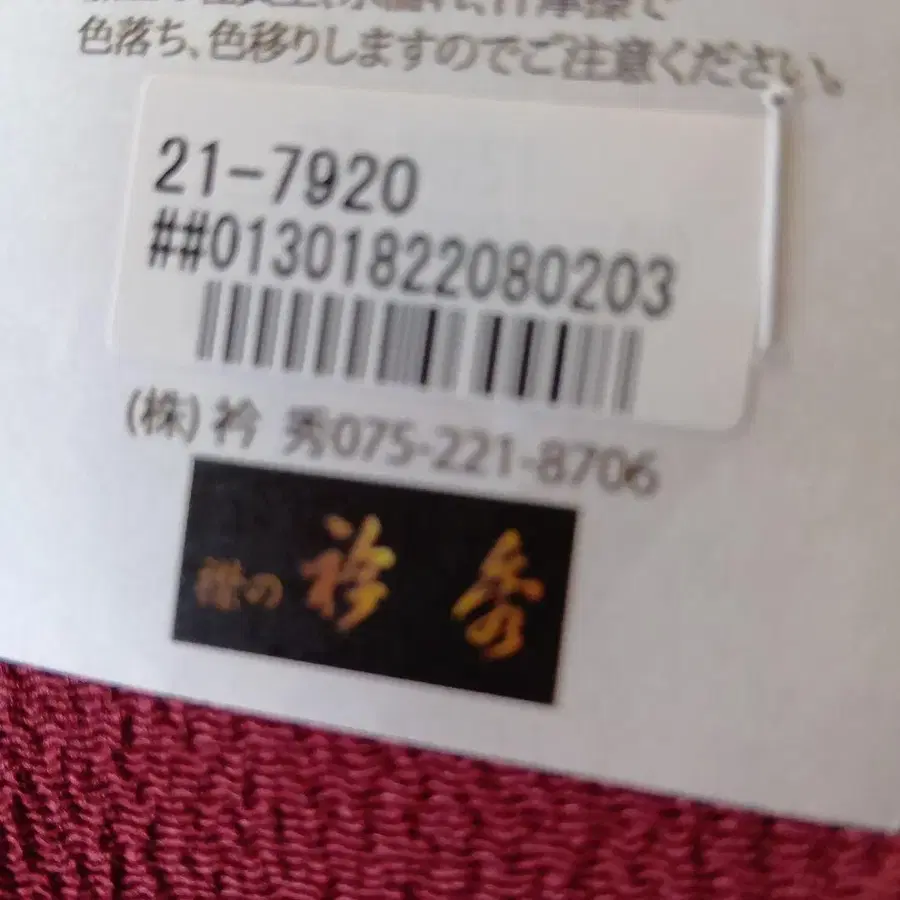 色落ち、色移りしますのでご注意ください。
21-7920
##01301822080203
(株) 衿 秀075-221-8706
襟の 衿 秀